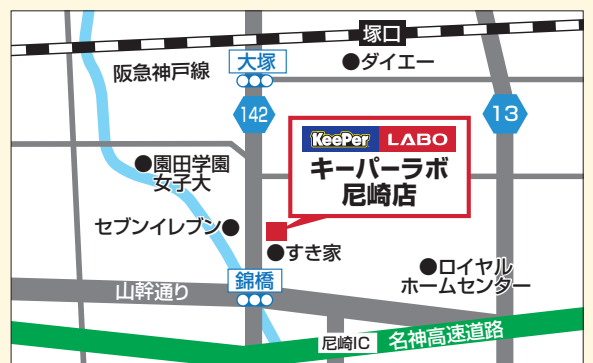 塚口
大塚
ダイエー
阪急神戸線
142
13
KeePer LABO
キーパーラボ
尼崎店
園田学園
女子大
セブンイレブン
すき家
ロイヤル
ホームセンター
錦橋
山幹通り
尼崎IC
名神高速道路